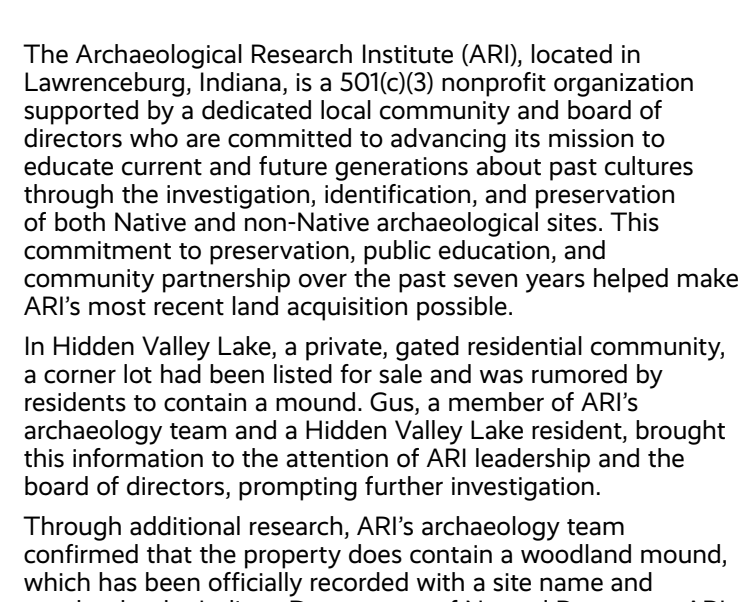 The Archaeological Research Institute (ARI), located in
Lawrenceburg, Indiana, is a 501(c)(3) nonprofit organization
supported by a dedicated local community and board of
directors who are committed to advancing its mission to
educate current and future generations about past cultures
through the investigation, identification, and preservation
of both Native and non-Native archaeological sites. This
commitment to preservation, public education, and
community partnership over the past seven years helped make
ARI’s most recent land acquisition possible.
In Hidden Valley Lake, a private, gated residential community,
a corner lot had been listed for sale and was rumored by
residents to contain a mound. Gus, a member of ARI’s
archaeology team and a Hidden Valley Lake resident, brought
this information to the attention of ARI leadership and the
board of directors, prompting further investigation.
Through additional research, ARI’s archaeology team
confirmed that the property does contain a woodland mound,
which has been officially recorded with a site name and